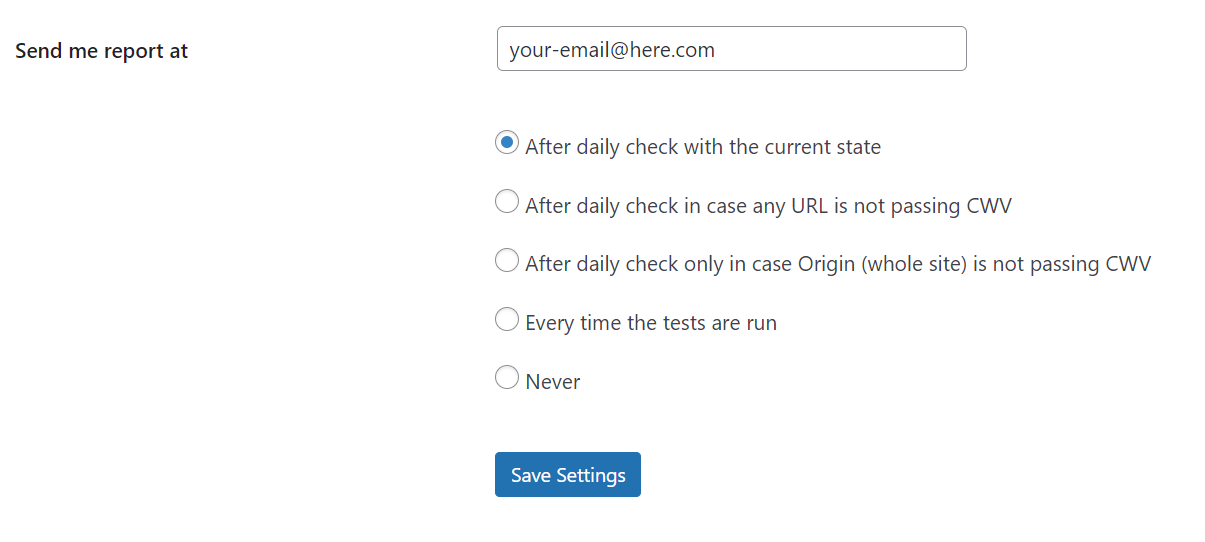 Send me report at
your-email@here.com
After daily check with the current state
After daily check in case any URL is not passing CWV
After daily check only in case Origin (whole site) is not passing CWV
Every time the tests are run
Never
Save Settings